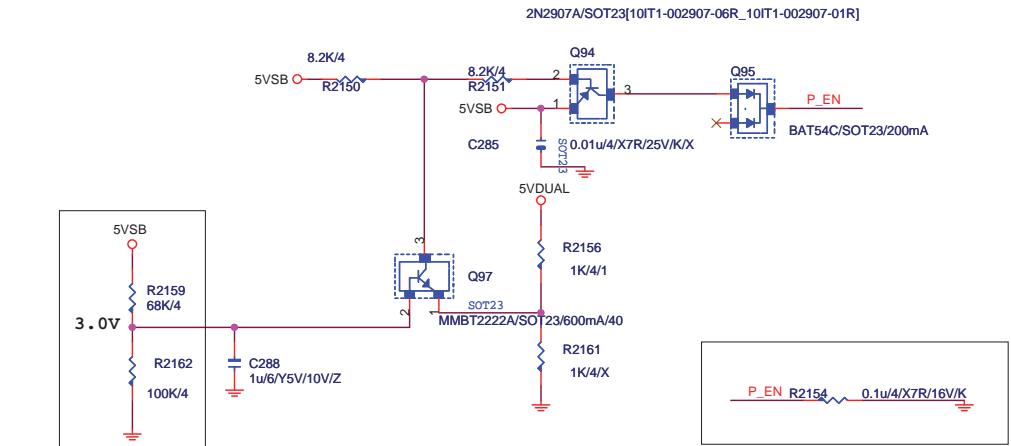 2N2907A/SOT23[10IT1-002907-06R_10IT1-002907-01R]
Q94
8.2K/4
8.2K/4
Q95
5VSB
R2150
R2151
2
3
P_EN
5VSB
1
BAT54C/SOT23/200mA
C285
SOT23
0.01u/4/X7R/25V/K/X
5VDUAL
5VSB
3
R2156
1K/4/1
Q97
R2159
68K/4
SOT23
2
1
MMBT2222A/SOT23/600mA/40
3.0V
R2162
C288
1u/6/Y5V/10V/Z
R2161
1K/4/X
100K/4
P_EN
R2154
0.1u/4/X7R/16V/K